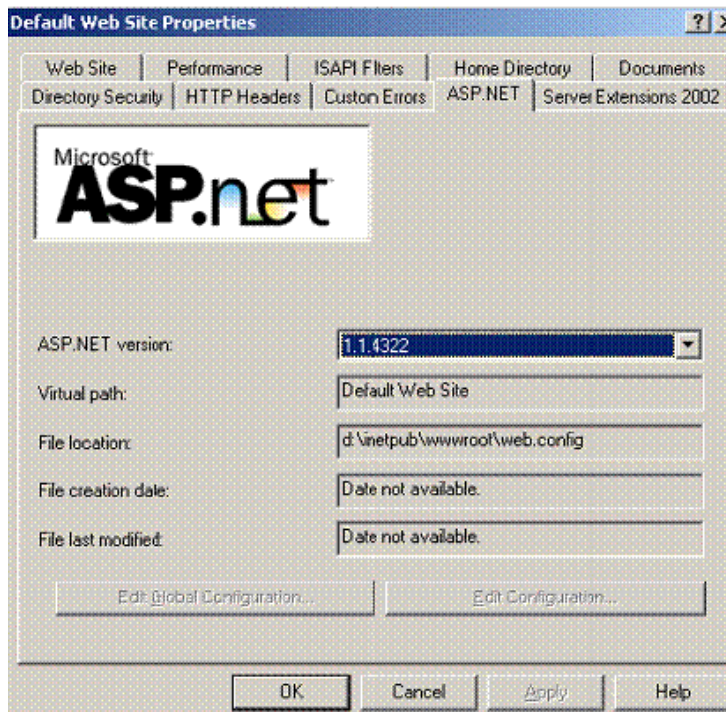 Default Web Site Properties
Web Site Performance ISAPI Filters Home Directory Documents
Directory Security HTTP Headers Custom Errors ASP.NET Server Extensions 2002
Microsoft
ASP.net
ASP.NET version: 1.1.4322
Virtual path: Default Web Site
File location: d:\inetpub\wwwroot\web.config
File creation date: Date not available.
File last modified: Date not available.
Edit Global Configuration... Edit Configuration...
OK Cancel Apply Help